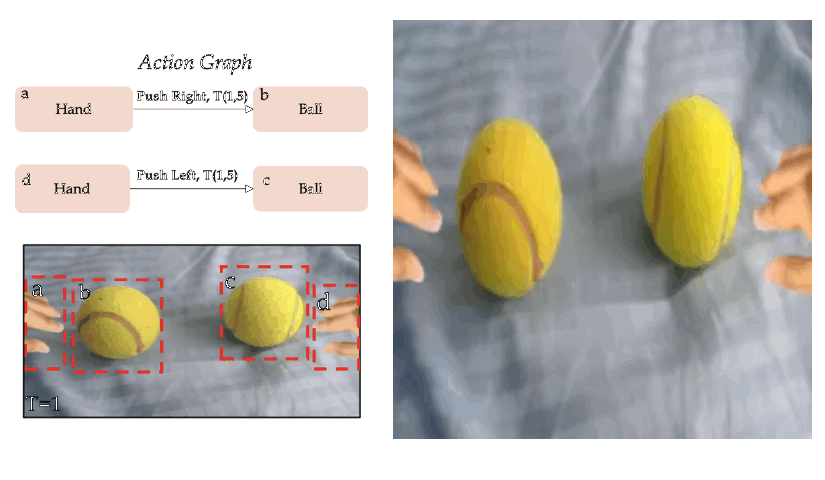 Action Graph
a
Hand
Push Right, T(1,5)
b
Ball
d
Hand
Push Left, T(1,5)
c
Ball
a
b
c
d
T=1